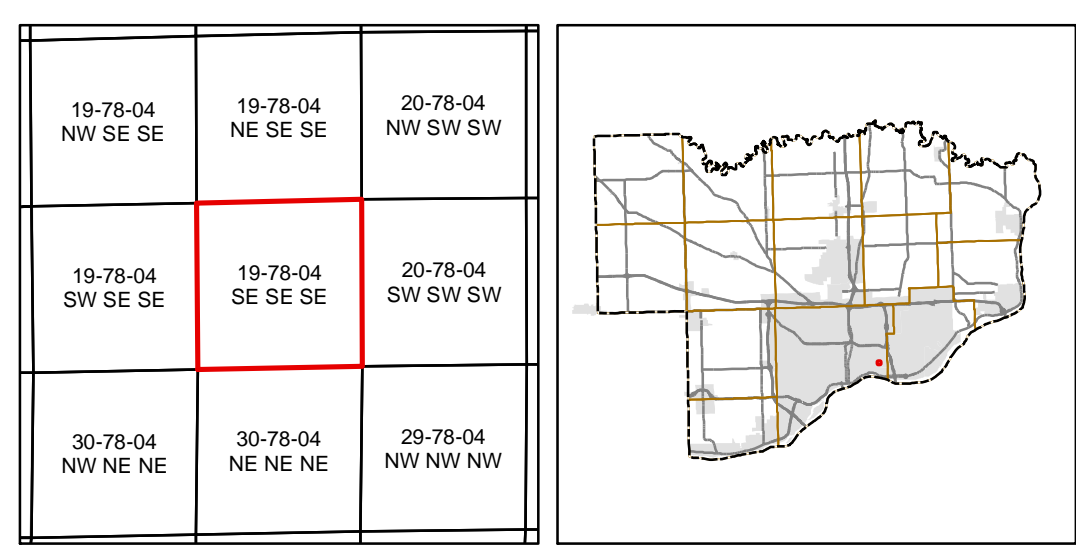 19-78-04
NW SE SE
19-78-04
NE SE SE
20-78-04
NW SW SW
19-78-04
SW SE SE
19-78-04
SE SE SE
20-78-04
SW SW SW
30-78-04
NW NE NE
30-78-04
NE NE NE
29-78-04
NW NW NW